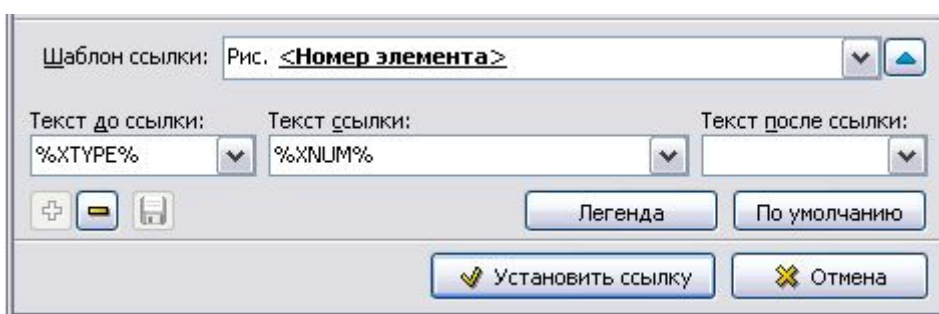 Шаблон ссылки: Рис. <Номер элемента>
Текст до ссылки: Текст ссылки: Текст после ссылки:
%XTYPE% %XNUM%
Легенда По умолчанию
Установить ссылку Отмена